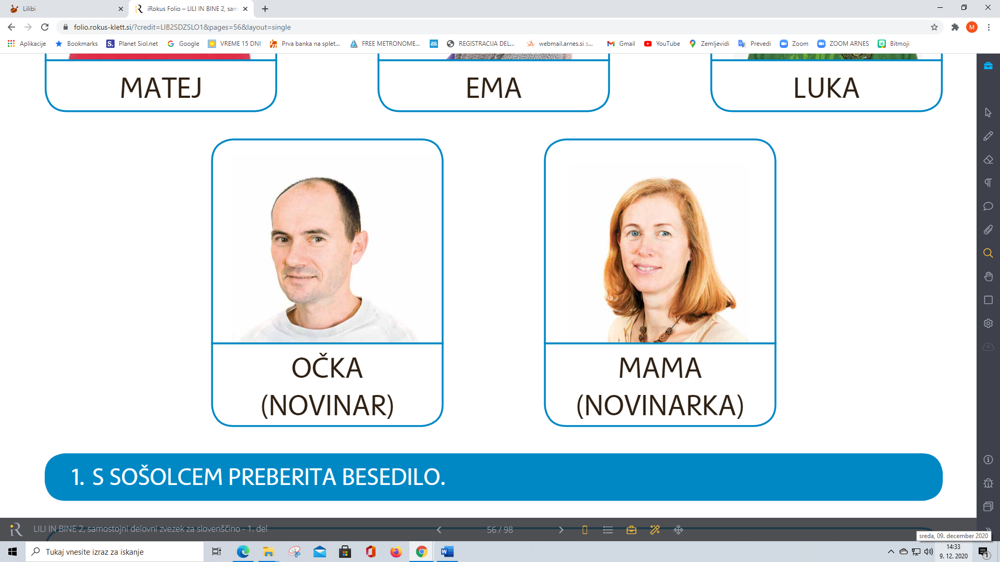 Lilibi
iRokus Folio – LILI IN BINE 2, sam
folio.rokus-klett.si/?credit=LIB2SDZSLO1&pages=56&layout=single
M
Aplikacije
Bookmarks
S. Planet Siol.net
Google
VREME 15 DNI
Prva banka na splet...
FREE METRONOME...
as
REGISTRACIJA DEL...
webmail.arnes.si ::...
Gmail
YouTube
Zemljevidi
Prevedi
Zoom
ZOOM ARNES
Bitmoji
MATEJ
EMA
LUKA
OČKA
(NOVINAR)
MAMA
(NOVINARKA)
1. S SOŠOLCEM PREBERITA BESEDILO.
iR
LILI IN BINE 2, samostojni delovni zvezek za slovenščino - 1. del
56 / 98
sreda, 09. december 2020
Tukaj vnesite izraz za iskanje
W
14:33
9. 12. 2020
1